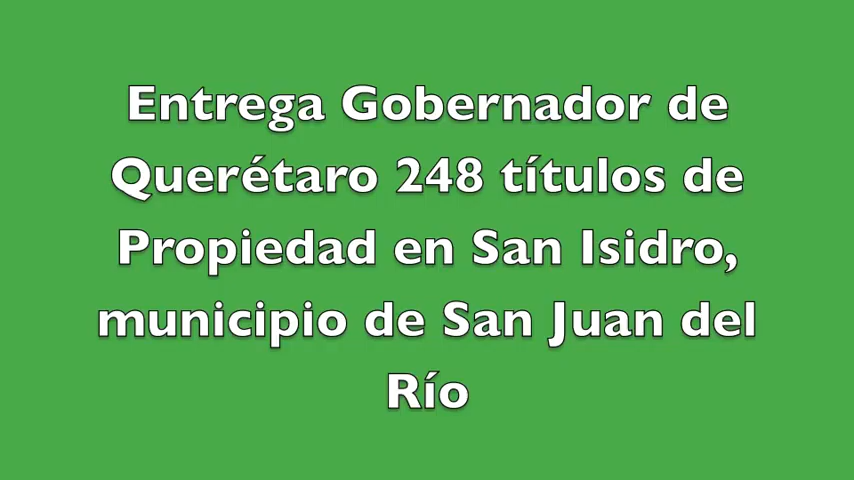 Entrega Gobernador de
Querétaro 248 títulos de
Propiedad en San Isidro,
municipio de San Juan del
Río